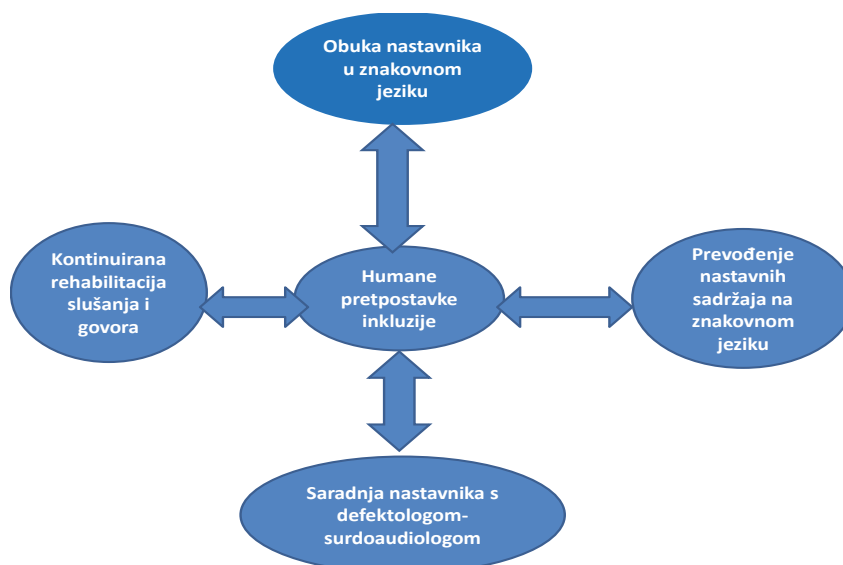 Obuka nastavnika
u znakovnom
jeziku
Kontinuirana
rehabilitacija
slušanja i
govora
Humane
pretpostavke
inkluzije
Prevođenje
nastavnih
sadržaja na
znakovnom
jeziku
Saradnja nastavnika s
defektologom-
surdoaudiologom